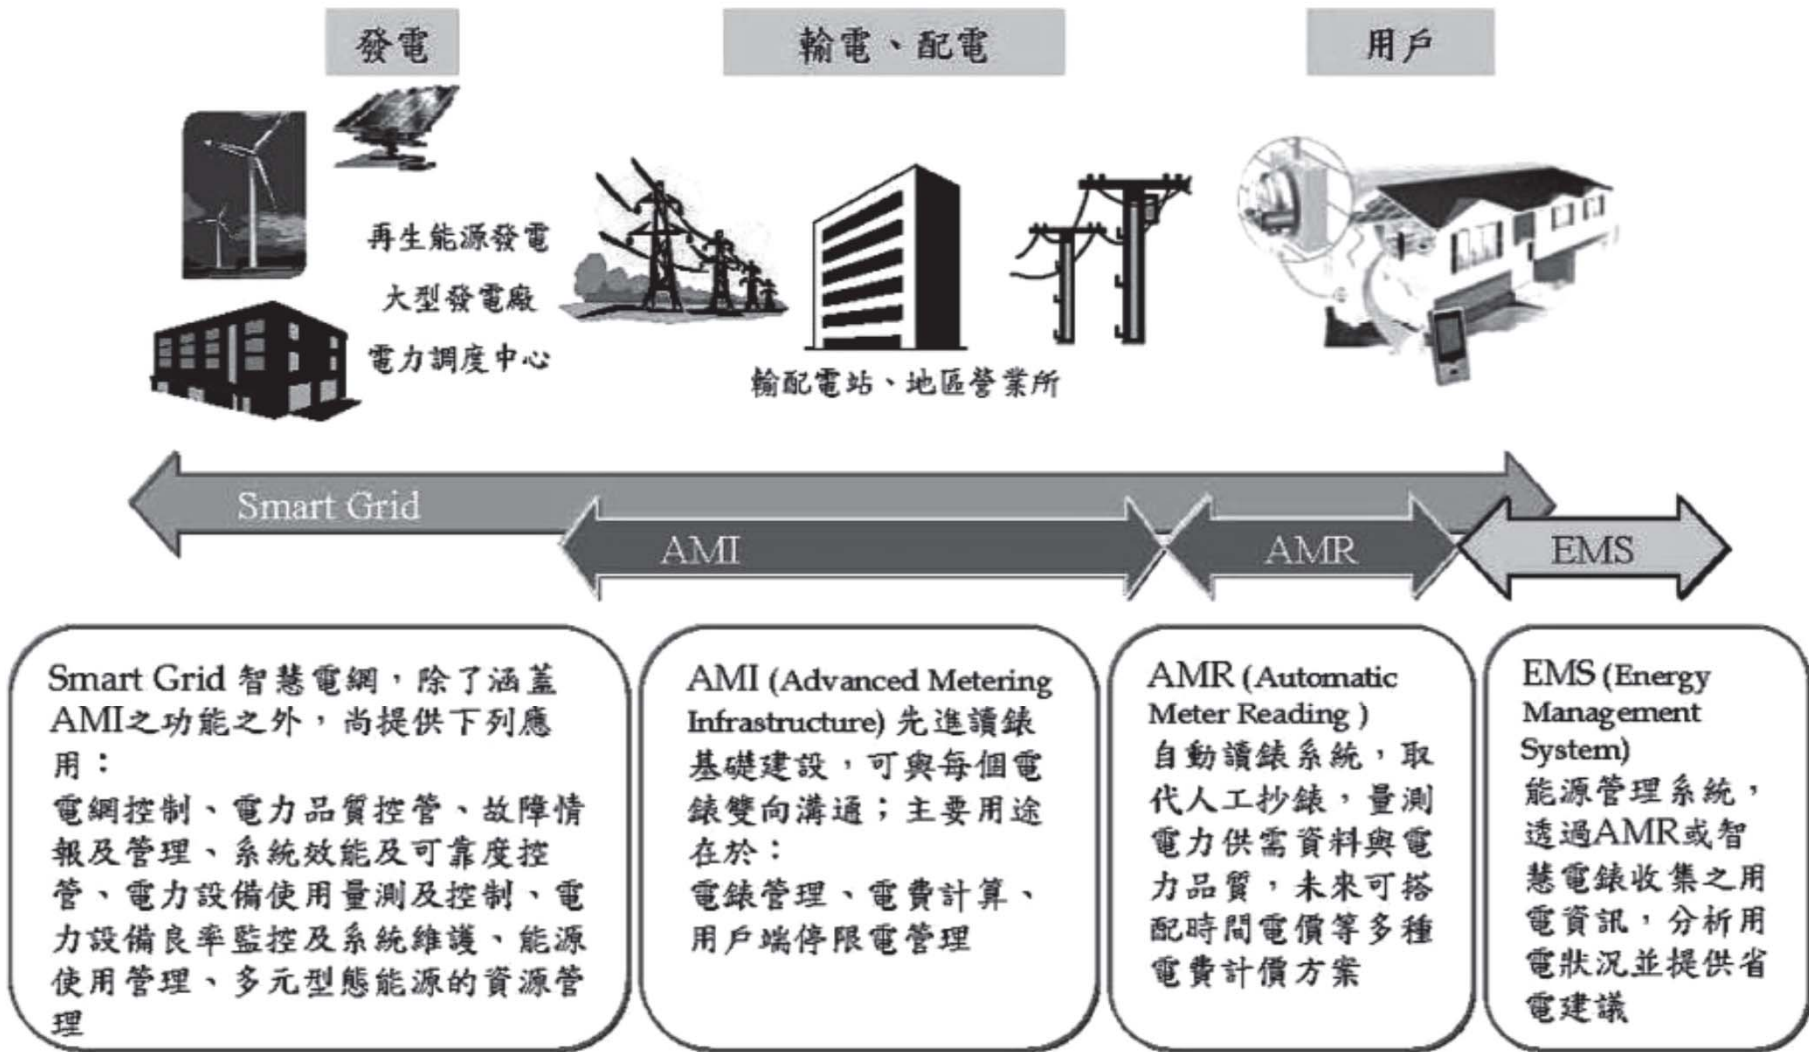 發電
輸電、配電
用戶
再生能源發電
大型發電廠
電力調度中心
輸配電站、地區營業所
Smart Grid
AMI
AMR
EMS
Smart Grid 智慧電網，除了涵蓋
AMI之功能之外，尚提供下列應
用：
電網控制、電力品質控管、故障情
報及管理、系統效能及可靠度控
管、電力設備使用量測及控制、電
力設備良率監控及系統維護、能源
使用管理、多元型態能源的資源管
理
AMI (Advanced Metering
Infrastructure) 先進讀錶
基礎建設，可與每個電
錶雙向溝通；主要用途
在於：
電錶管理、電費計算、
用戶端停限電管理
AMR (Automatic
Meter Reading )
自動讀錶系統，取
代人工抄錶，量測
電力供需資料與電
力品質，未來可搭
配時間電價等多種
電費計價方案
EMS (Energy
Management
System)
能源管理系統，
透過AMR或智
慧電錶收集之用
電資訊，分析用
電狀況並提供省
電建議